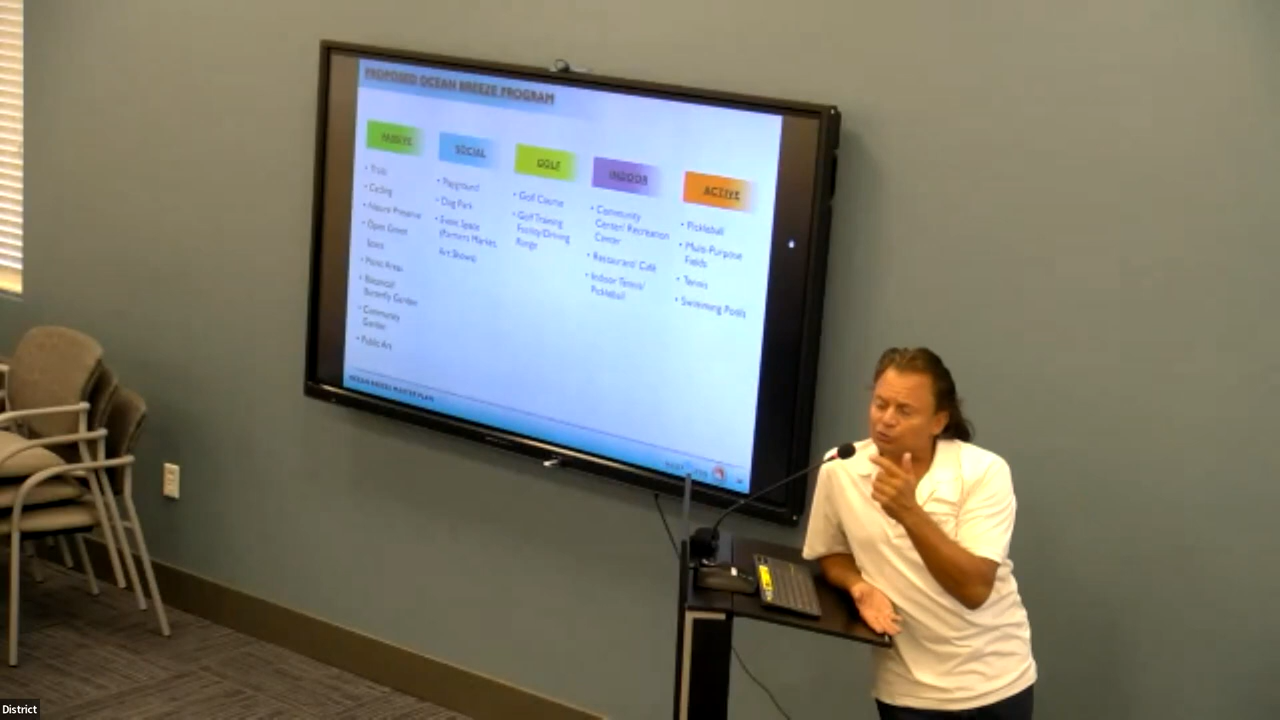 PROPOSED OCEAN BREEZE PROGRAM
PASSIVE
• Trails
• Cycling
• Nature Preserve
• Open Green
Space
• Picnic Areas
• Botanical/
Butterfly Garden
• Community
Garden
• Public Art
SOCIAL
• Playground
• Dog Park
• Event Space
(Farmers Market,
Art Shows)
GOLF
• Golf Course
• Golf Training
Facility/Driving
Range
INDOOR
• Community
Center/ Recreation
Center
• Restaurant/ Café
• Indoor Tennis/
Pickleball
ACTIVE
• Pickleball
• Multi-Purpose
Fields
• Tennis
• Swimming Pools
OCEAN BREEZE MASTER PLAN
District